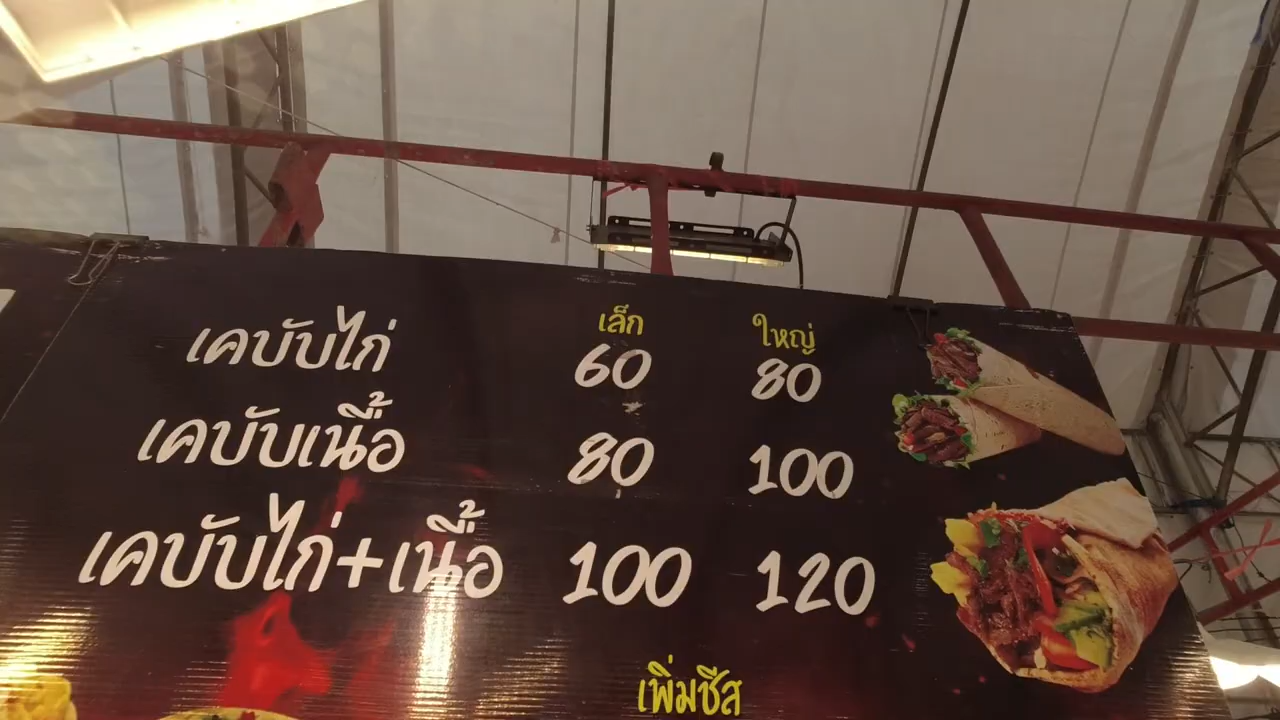 เล็ก ใหญ่
เคบับไก่ 60 80
เคบับเนื้อ 80 100
เคบับไก่+เนื้อ 100 120
เพิ่มชีส